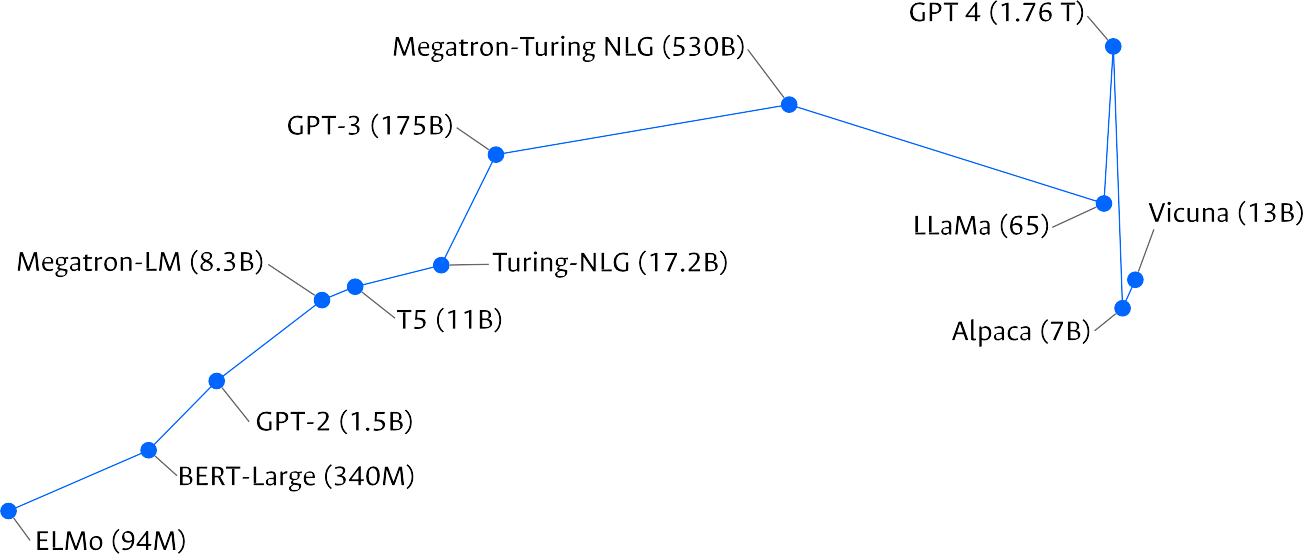 GPT 4 (1.76 T)
Megatron-Turing NLG (530B)
GPT-3 (175B)
Vicuna (13B)
LLaMa (65)
Megatron-LM (8.3B)
Turing-NLG (17.2B)
T5 (11B)
Alpaca (7B)
GPT-2 (1.5B)
BERT-Large (340M)
ELMo (94M)